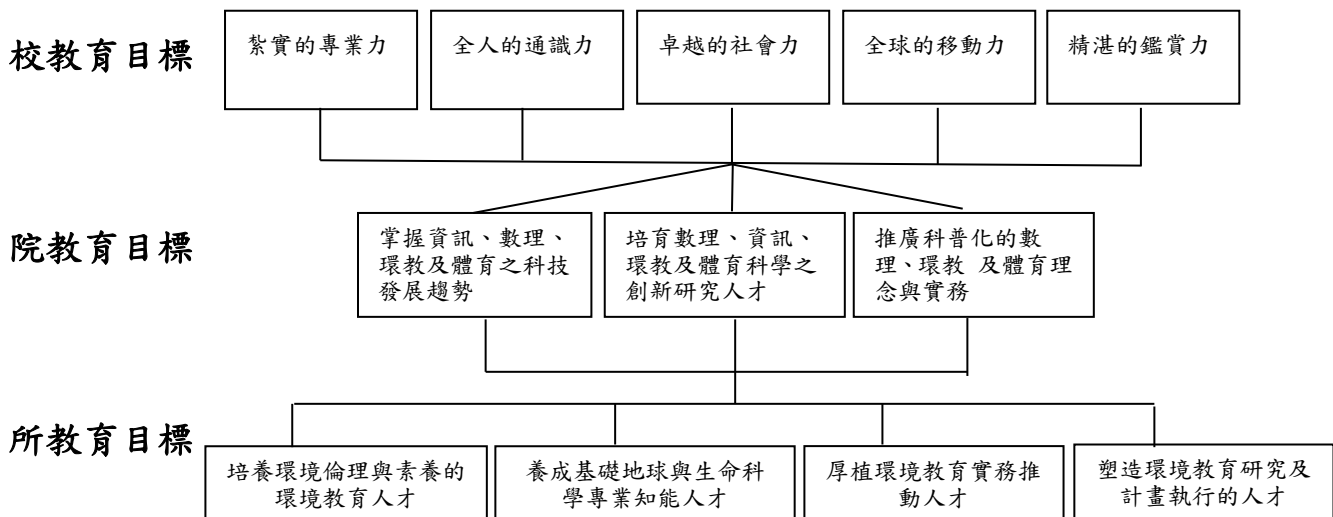 校教育目標
紮實的專業力
全人的通識力
卓越的社會力
全球的移動力
精湛的鑑賞力
院教育目標
掌握資訊、數理、
環教及體育之科技
發展趨勢
培育數理、資訊、
環教及體育科學之
創新研究人才
推廣科普化的數
理、環教 及體育理
念與實務
所教育目標
培養環境倫理與素養的
環境教育人才
養成基礎地球與生命科
學專業知能人才
厚植環境教育實務推
動人才
塑造環境教育研究及
計畫執行的人才